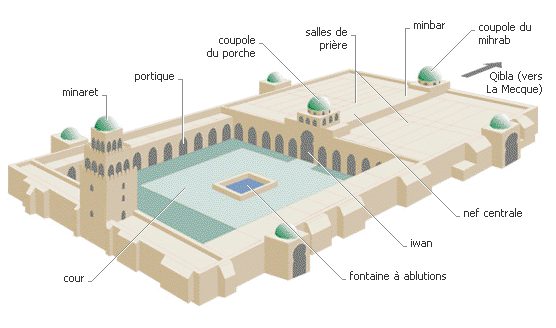 salles de
prière
minbar
coupole du
mihrab
coupole
du porche
Qibla (vers
La Mecque)
portique
minaret
nef centrale
iwan
cour
fontaine à ablutions